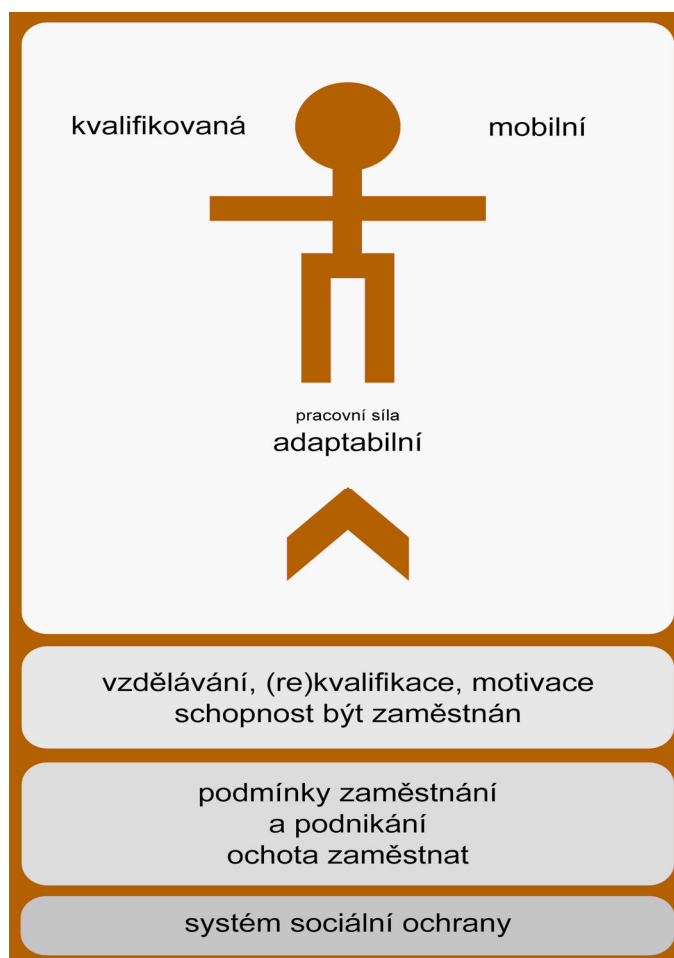 kvalifikovaná
mobilní
pracovní síla
adaptabilní
vzdělávání, (re)kvalifikace, motivace
schopnost být zaměstnán
podmínky zaměstnání
a podnikání
ochota zaměstnat
systém sociální ochrany